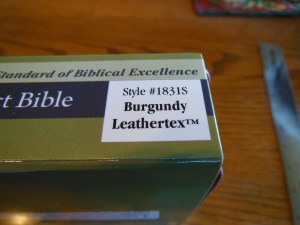 Standard of Biblical Excellence
Bible
Style #1831S
Burgundy
Leathertex™